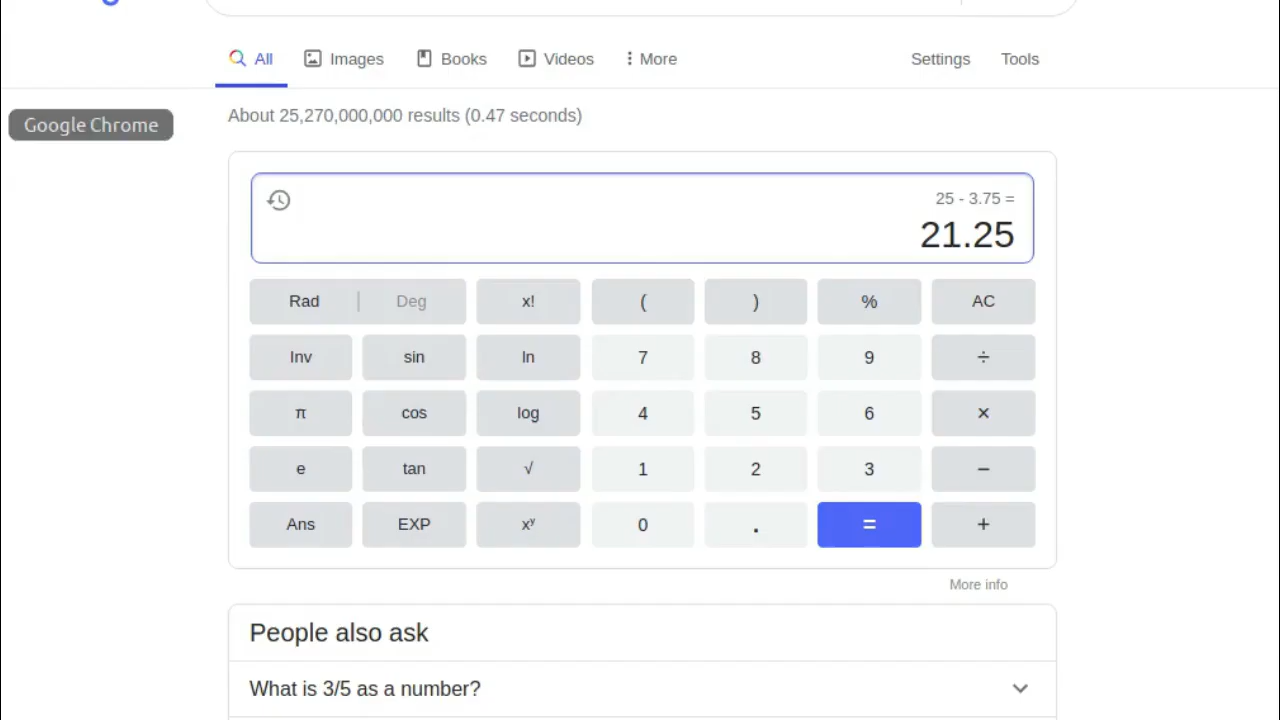 All Images Books Videos More Settings Tools
Google Chrome
About 25,270,000,000 results (0.47 seconds)
25 - 3.75 =
21.25
Rad | Deg x! ( ) % AC
Inv sin ln 7 8 9 ÷
π cos log 4 5 6 ×
e tan √ 1 2 3 −
Ans EXP xʸ 0 . = +
More info
People also ask
What is 3/5 as a number?